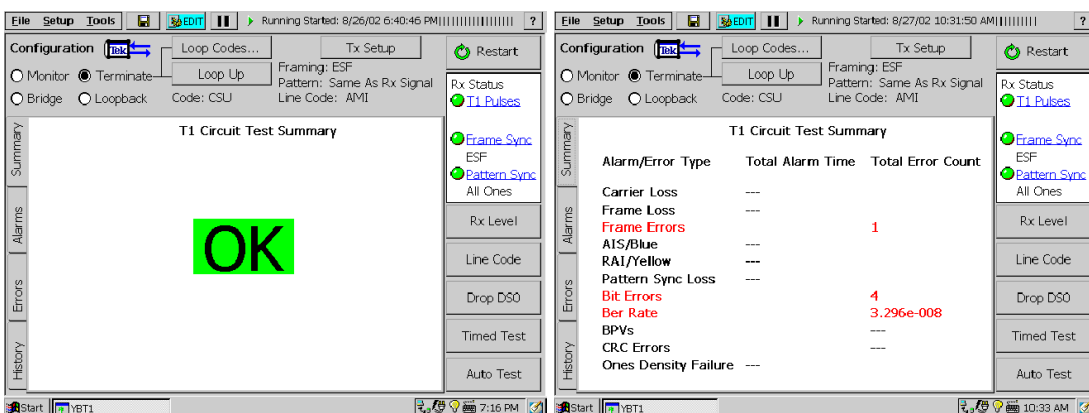 File Setup Tools EDIT Running Started: 8/26/02 6:40:46 PM ?
Configuration Tek Loop Codes... Tx Setup Restart
Monitor Terminate Loop Up Framing: ESF
Pattern: Same As Rx Signal
Bridge Loopback Code: CSU Line Code: AMI
Rx Status
T1 Pulses
Frame Sync
ESF
Pattern Sync
All Ones
Rx Level
Line Code
Drop DS0
Timed Test
Auto Test
Summary
Alarms
Errors
History
T1 Circuit Test Summary
OK
Start YBT1 7:16 PM
File Setup Tools EDIT Running Started: 8/27/02 10:31:50 AM ?
Configuration Tek Loop Codes... Tx Setup Restart
Monitor Terminate Loop Up Framing: ESF
Pattern: Same As Rx Signal
Bridge Loopback Code: CSU Line Code: AMI
Rx Status
T1 Pulses
Frame Sync
ESF
Pattern Sync
All Ones
Rx Level
Line Code
Drop DS0
Timed Test
Auto Test
Summary
Alarms
Errors
History
T1 Circuit Test Summary
Alarm/Error Type Total Alarm Time Total Error Count
Carrier Loss ---
Frame Loss ---
Frame Errors 1
AIS/Blue ---
RAI/Yellow ---
Pattern Sync Loss ---
Bit Errors 4
Ber Rate 3.296e-008
BPVs ---
CRC Errors ---
Ones Density Failure ---
Start YBT1 10:33 AM